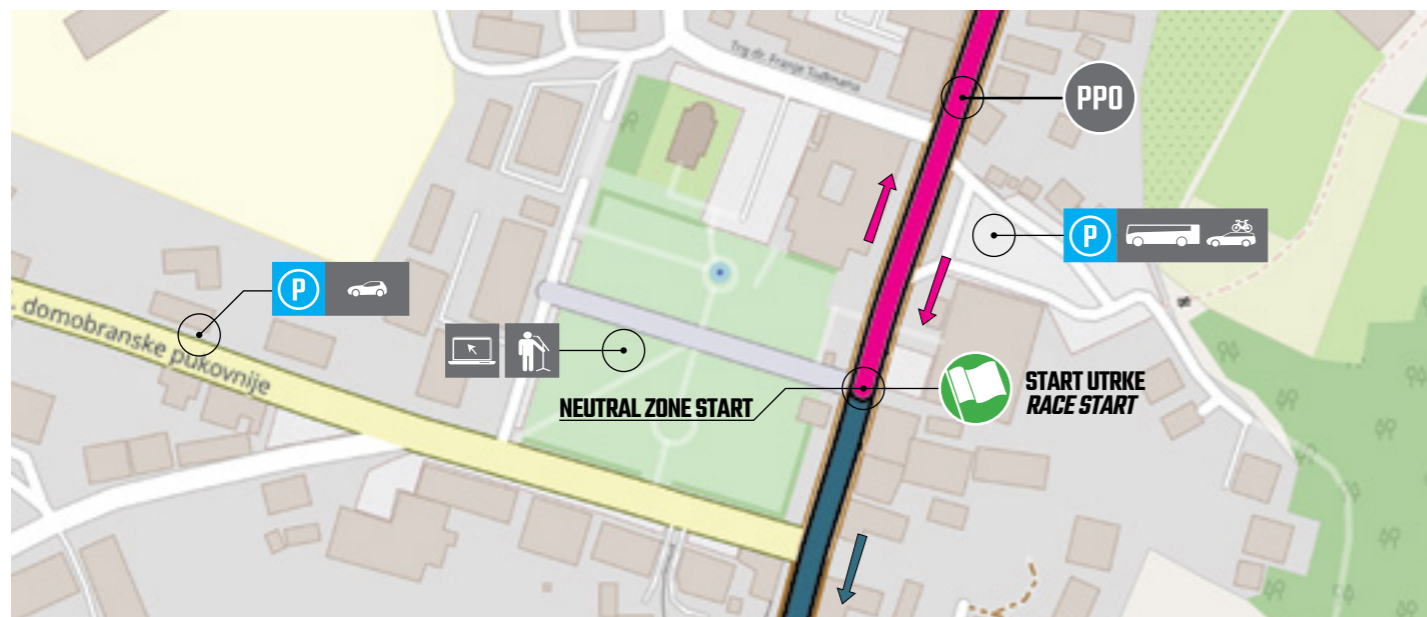 Trg dr. Franje Tuđmana
PPO
P
P
. domobranske pukovnije
NEUTRAL ZONE START
START UTRKE
RACE START